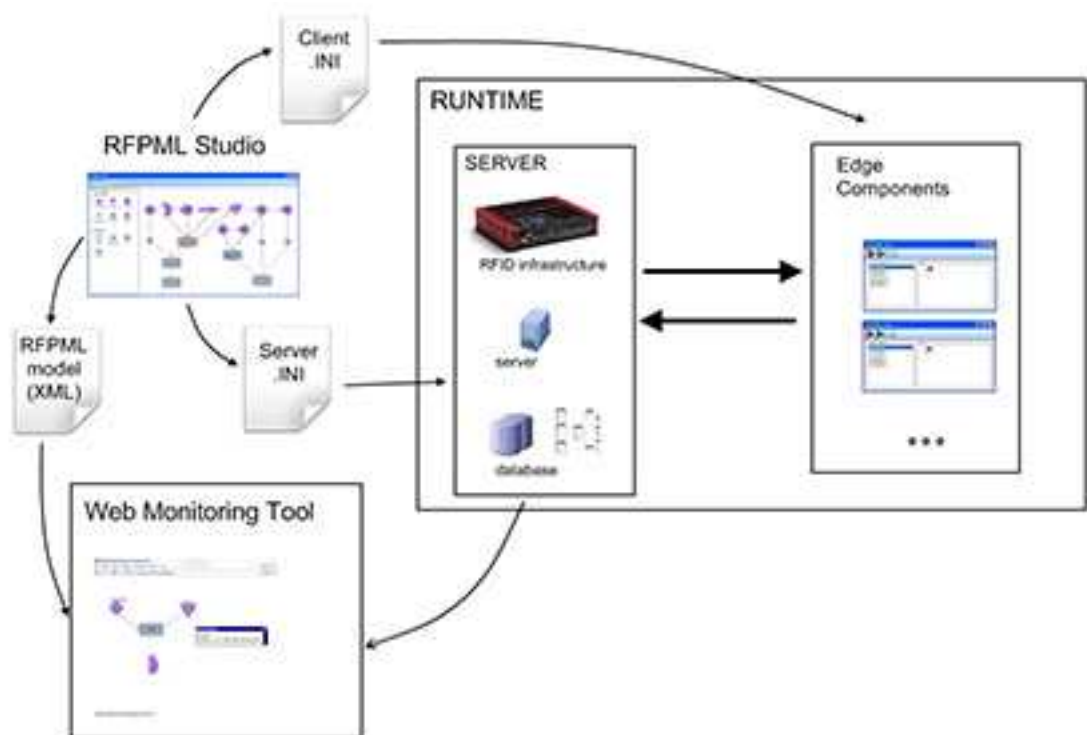 Client
.INI
RUNTIME
RFPML Studio
SERVER
Edge
Components
RFID infrastructure
RFPML
model
(XML)
Server
.INI
server
database
Web Monitoring Tool